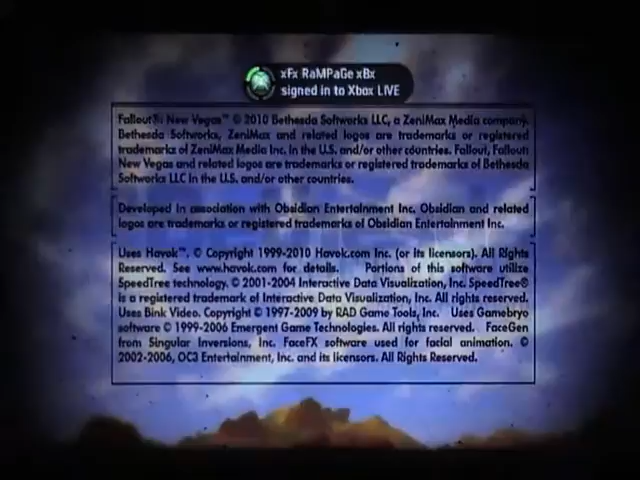 xFx RaMPaGe xBx
signed in to Xbox LIVE
Fallout®: New Vegas™ © 2010 Bethesda Softworks LLC, a ZeniMax Media company.
Bethesda Softworks, ZeniMax and related logos are trademarks or registered
trademarks of ZeniMax Media Inc. in the U.S. and/or other countries. Fallout, Fallout:
New Vegas and related logos are trademarks or registered trademarks of Bethesda
Softworks LLC in the U.S. and/or other countries.
Developed in association with Obsidian Entertainment Inc. Obsidian and related
logos are trademarks or registered trademarks of Obsidian Entertainment Inc.
Uses Havok™. © Copyright 1999-2010 Havok.com Inc. (or its licensors). All Rights
Reserved. See www.havok.com for details. Portions of this software utilize
SpeedTree technology. © 2001-2004 Interactive Data Visualization, Inc. SpeedTree®
is a registered trademark of Interactive Data Visualization, Inc. All rights reserved.
Uses Bink Video. Copyright © 1997-2009 by RAD Game Tools, Inc. Uses Gamebryo
software © 1999-2006 Emergent Game Technologies. All rights reserved. FaceGen
from Singular Inversions, Inc. FaceFX software used for facial animation. ©
2002-2006, OC3 Entertainment, Inc. and its licensors. All Rights Reserved.